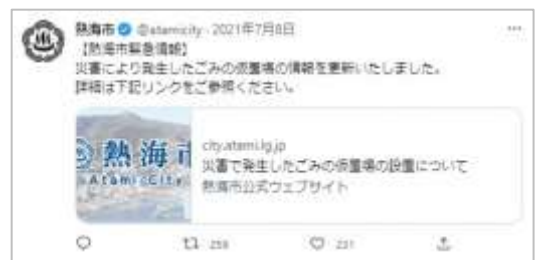 熱海市 @atamicity · 2021年7月8日
【熱海市緊急情報】
災害により発生したごみの仮置場の情報を更新いたしました。
詳細は下記リンクをご参照ください。
熱海市
Atami City
city.atami.lg.jp
災害で発生したごみの仮置場の設置について
熱海市公式ウェブサイト
259 231